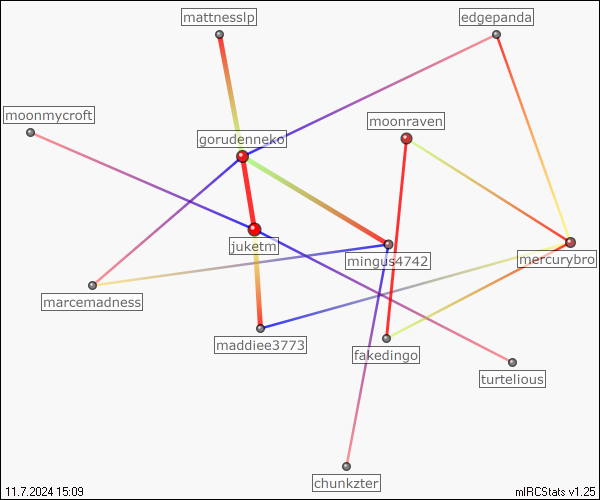 mattnesslp
edgepanda
moonmycroft
moonraven
gorudenneko
juketm
mingus4742
mercurybro
marcemadness
maddiee3773
fakedingo
turtelious
chunkzter
11.7.2024 15:09
mIRCStats v1.25